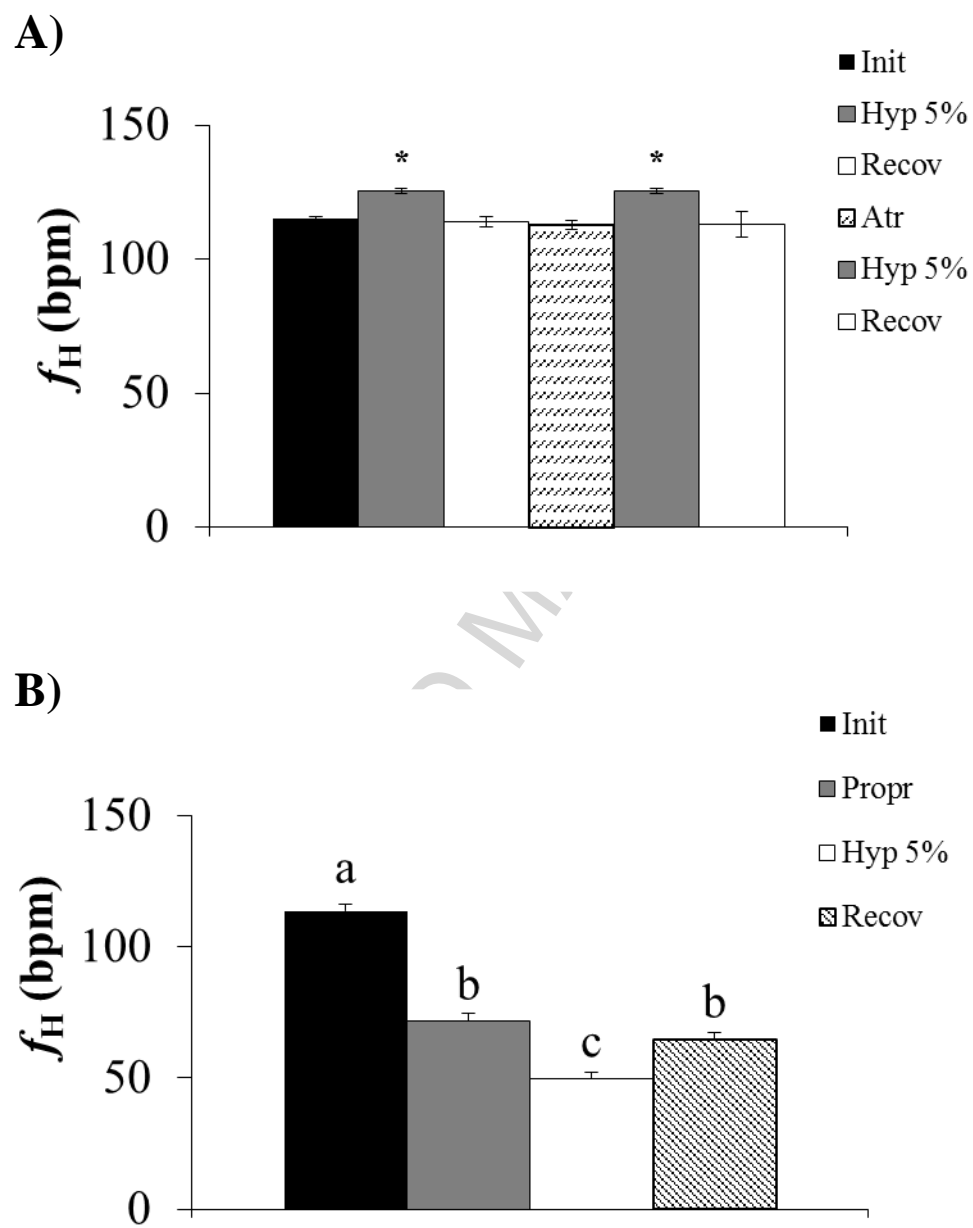 A)
Init
Hyp 5%
Recov
Atr
Hyp 5%
Recov
150
100
50
0
fH (bpm)
*
*
B)
Init
Propr
Hyp 5%
Recov
150
100
50
0
fH (bpm)
a
b
c
b